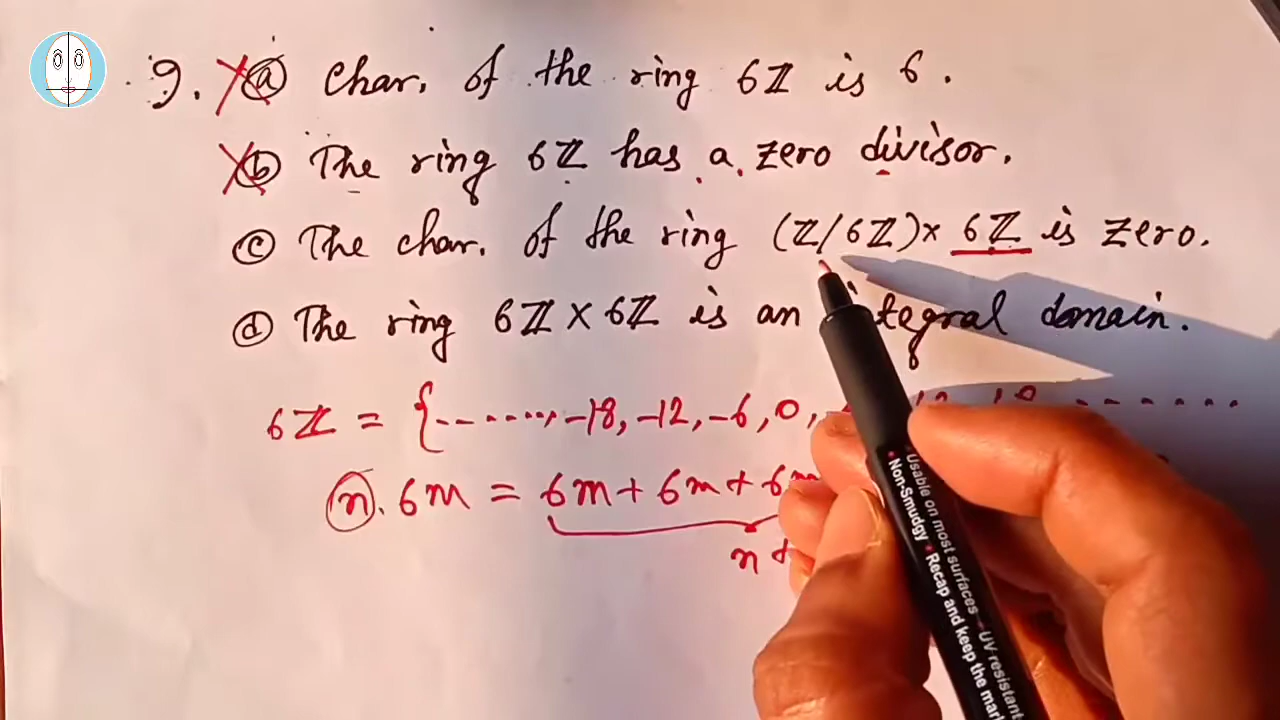 9. ⓐ Char. of the ring 6ℤ is 6.
ⓑ The ring 6ℤ has a zero divisor.
ⓒ The char. of the ring (ℤ/6ℤ)× 6ℤ is zero.
ⓓ The ring 6ℤ × 6ℤ is an integral domain.
6ℤ = {......., -18, -12, -6, 0,
n. 6m = 6m + 6m + 6m
n
Usable on most surfaces • UV resistant
• Non-Smudgy • Recap and keep the